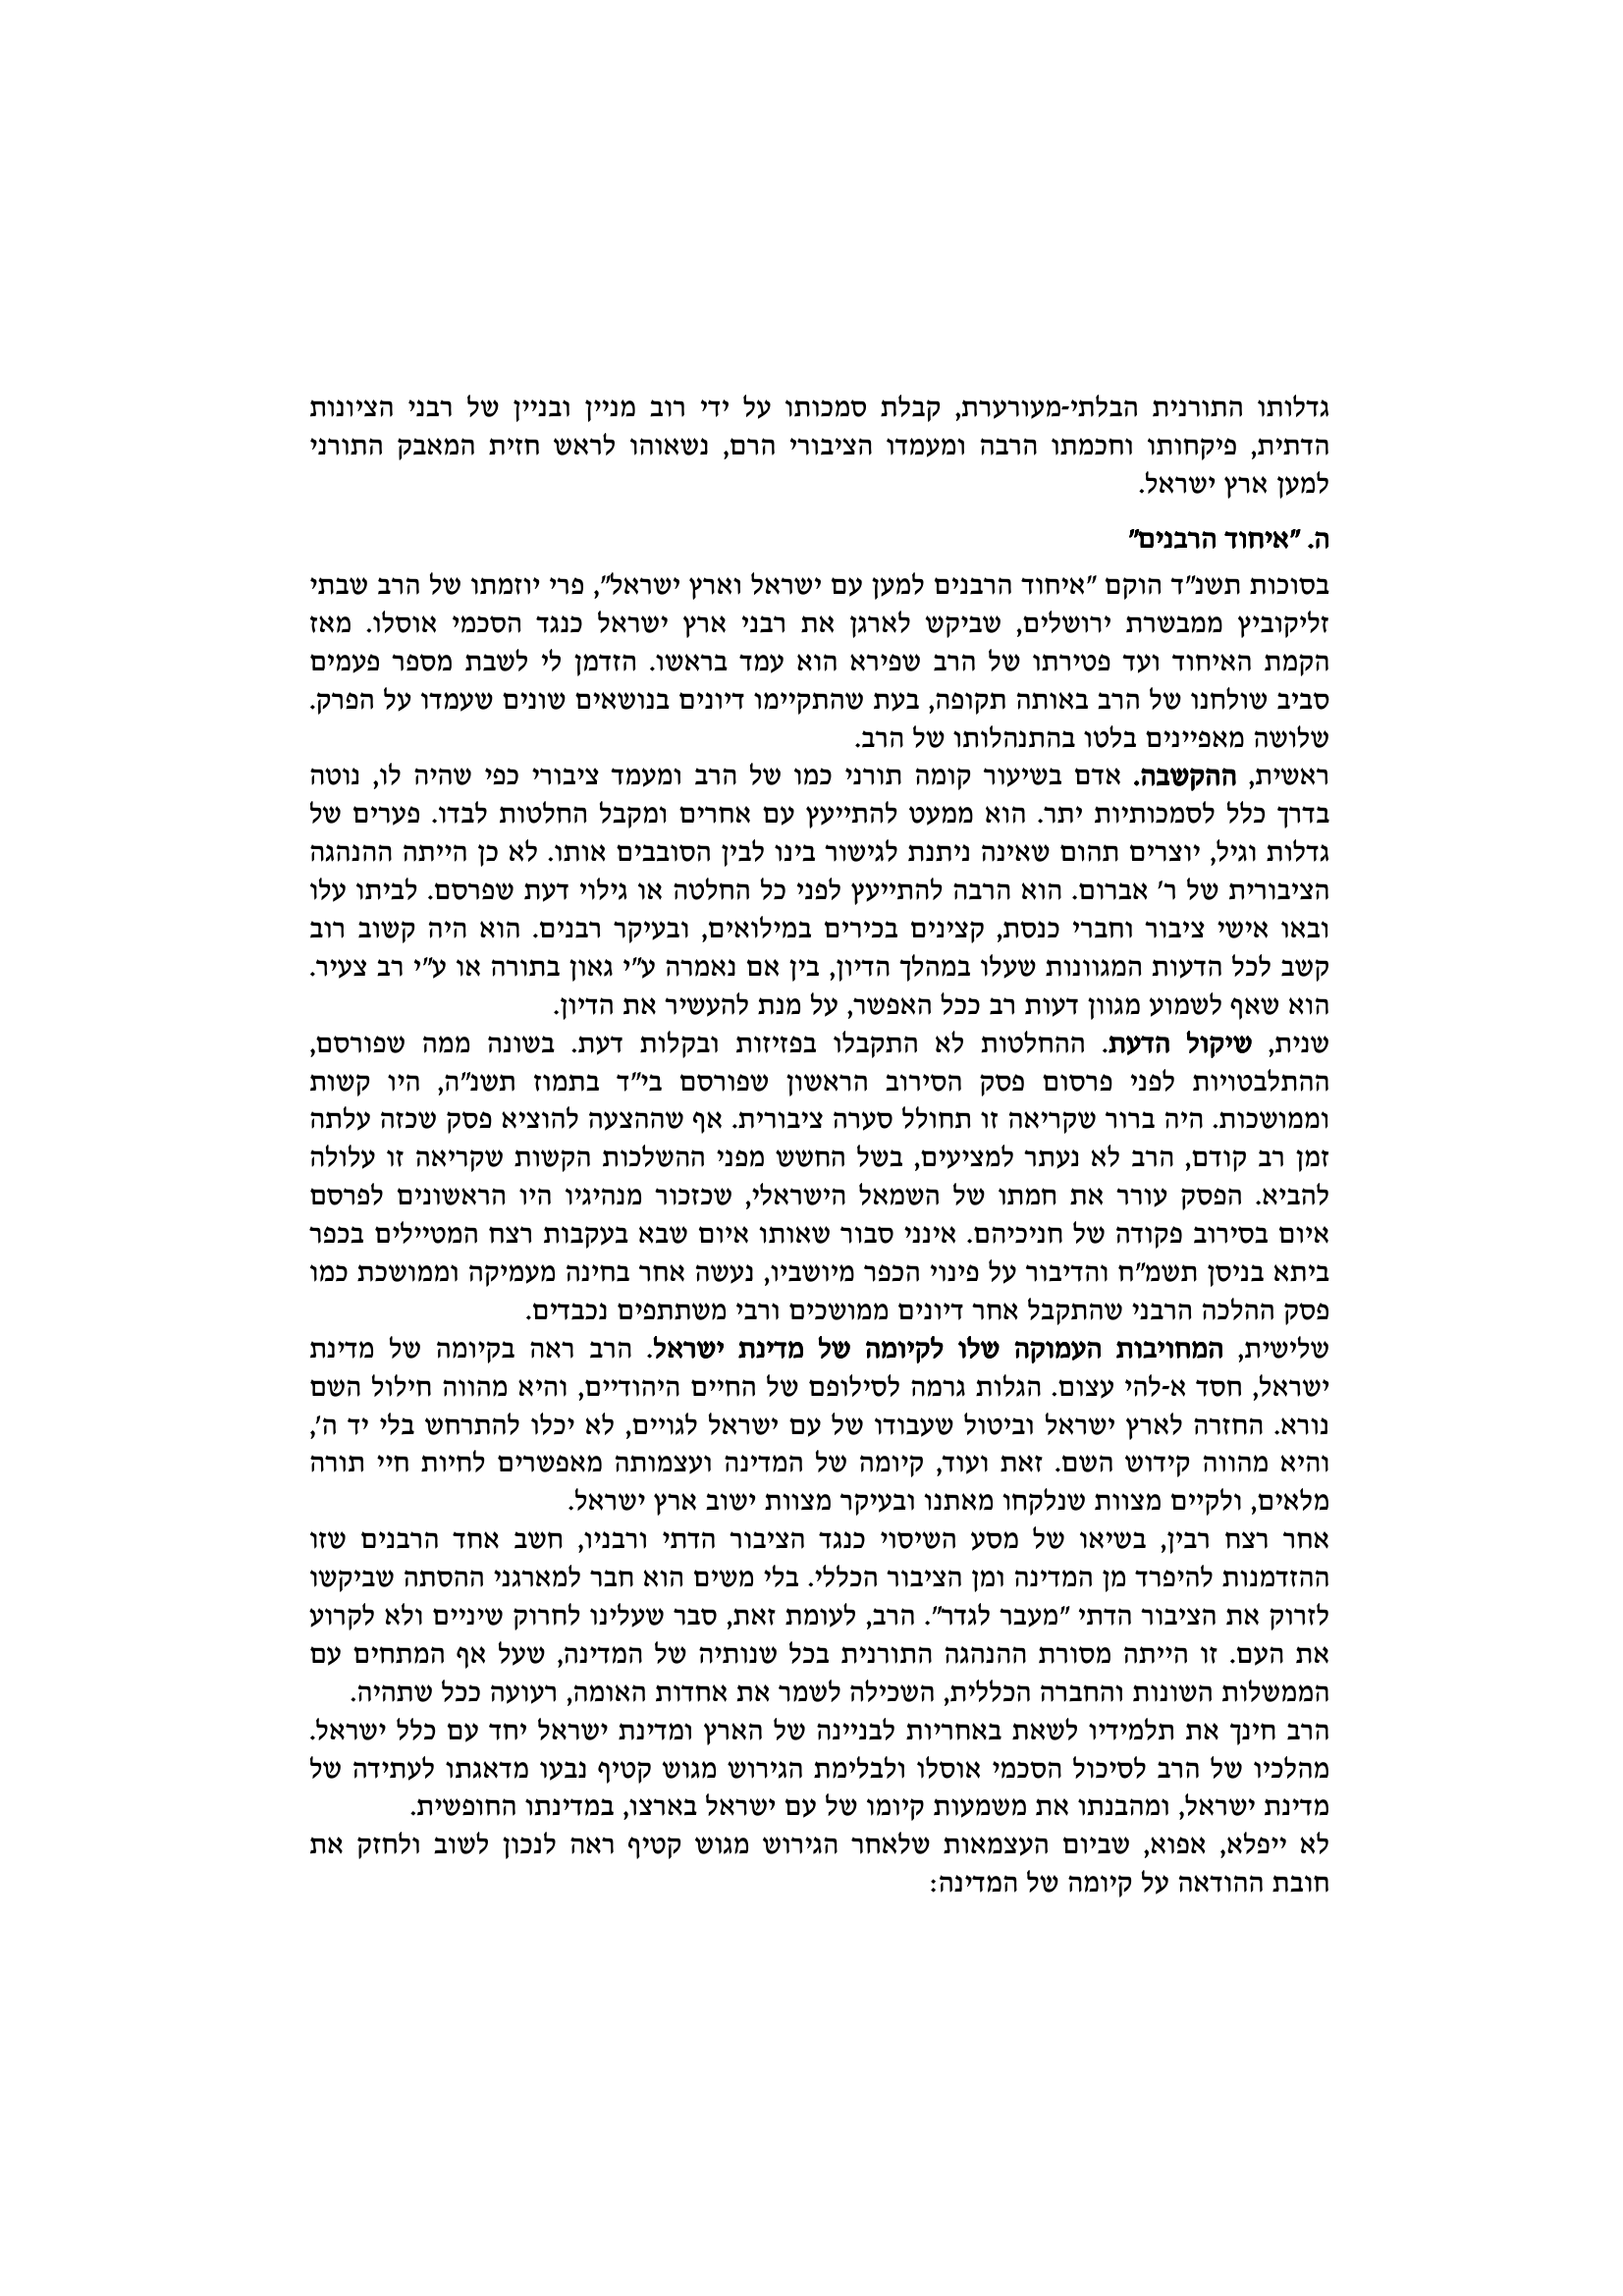 גדלותו התורנית הבלתי-מעורערת, קבלת סמכותו על ידי רוב מניין ובניין של רבני הציונות
הדתית, פיקחותו וחכמתו הרבה ומעמדו הציבורי הרם, נשאוהו לראש חזית המאבק התורני
למען ארץ ישראל.
ה. "איחוד הרבנים"
בסוכות תשנ"ד הוקם "איחוד הרבנים למען עם ישראל וארץ ישראל", פרי יוזמתו של הרב שבתי
זליקוביץ ממבשרת ירושלים, שביקש לארגן את רבני ארץ ישראל כנגד הסכמי אוסלו. מאז
הקמת האיחוד ועד פטירתו של הרב שפירא הוא עמד בראשו. הזדמן לי לשבת מספר פעמים
סביב שולחנו של הרב באותה תקופה, בעת שהתקיימו דיונים בנושאים שונים שעמדו על הפרק.
שלושה מאפיינים בלטו בהתנהלותו של הרב.
ראשית, ההקשבה. אדם בשיעור קומה תורני כמו של הרב ומעמד ציבורי כפי שהיה לו, נוטה
בדרך כלל לסמכותיות יתר. הוא ממעט להתייעץ עם אחרים ומקבל החלטות לבדו. פערים של
גדלות וגיל, יוצרים תהום שאינה ניתנת לגישור בינו לבין הסובבים אותו. לא כן הייתה ההנהגה
הציבורית של ר' אברום. הוא הרבה להתייעץ לפני כל החלטה או גילוי דעת שפרסם. לביתו עלו
ובאו אישי ציבור וחברי כנסת, קצינים בכירים במילואים, ובעיקר רבנים. הוא היה קשוב רוב
קשב לכל הדעות המגוונות שעלו במהלך הדיון, בין אם נאמרה ע"י גאון בתורה או ע"י רב צעיר.
הוא שאף לשמוע מגוון דעות רב ככל האפשר, על מנת להעשיר את הדיון.
שנית, שיקול הדעת. ההחלטות לא התקבלו בפזיזות ובקלות דעת. בשונה ממה שפורסם,
ההתלבטויות לפני פרסום פסק הסירוב הראשון שפורסם בי"ד בתמוז תשנ"ה, היו קשות
וממושכות. היה ברור שקריאה זו תחולל סערה ציבורית. אף שההצעה להוציא פסק שכזה עלתה
זמן רב קודם, הרב לא נעתר למציעים, בשל החשש מפני ההשלכות הקשות שקריאה זו עלולה
להביא. הפסק עורר את חמתו של השמאל הישראלי, שכזכור מנהיגיו היו הראשונים לפרסם
איום בסירוב פקודה של חניכיהם. אינני סבור שאותו איום שבא בעקבות רצח המטיילים בכפר
ביתא בניסן תשמ"ח והדיבור על פינוי הכפר מיושביו, נעשה אחר בחינה מעמיקה וממושכת כמו
פסק ההלכה הרבני שהתקבל אחר דיונים ממושכים ורבי משתתפים נכבדים.
שלישית, המחויבות העמוקה שלו לקיומה של מדינת ישראל. הרב ראה בקיומה של מדינת
ישראל, חסד א-להי עצום. הגלות גרמה לסילופם של החיים היהודיים, והיא מהווה חילול השם
נורא. החזרה לארץ ישראל וביטול שעבודו של עם ישראל לגויים, לא יכלו להתרחש בלי יד ה',
והיא מהווה קידוש השם. זאת ועוד, קיומה של המדינה ועצמותה מאפשרים לחיות חיי תורה
מלאים, ולקיים מצוות שנלקחו מאתנו ובעיקר מצוות ישוב ארץ ישראל.
אחר רצח רבין, בשיאו של מסע השיסוי כנגד הציבור הדתי ורבניו, חשב אחד הרבנים שזו
ההזדמנות להיפרד מן המדינה ומן הציבור הכללי. בלי משים הוא חבר למארגני ההסתה שביקשו
לזרוק את הציבור הדתי "מעבר לגדר". הרב, לעומת זאת, סבר שעלינו לחרוק שיניים ולא לקרוע
את העם. זו הייתה מסורת ההנהגה התורנית בכל שנותיה של המדינה, שעל אף המתחים עם
הממשלות השונות והחברה הכללית, השכילה לשמר את אחדות האומה, רעועה ככל שתהיה.
הרב חינך את תלמידיו לשאת באחריות לבניינה של הארץ ומדינת ישראל יחד עם כלל ישראל.
מהלכיו של הרב לסיכול הסכמי אוסלו ולבלימת הגירוש מגוש קטיף נבעו מדאגתו לעתידה של
מדינת ישראל, ומהבנתו את משמעות קיומו של עם ישראל בארצו, במדינתו החופשית.
לא ייפלא, אפוא, שביום העצמאות שלאחר הגירוש מגוש קטיף ראה לנכון לשוב ולחזק את
חובת ההודאה על קיומה של המדינה: